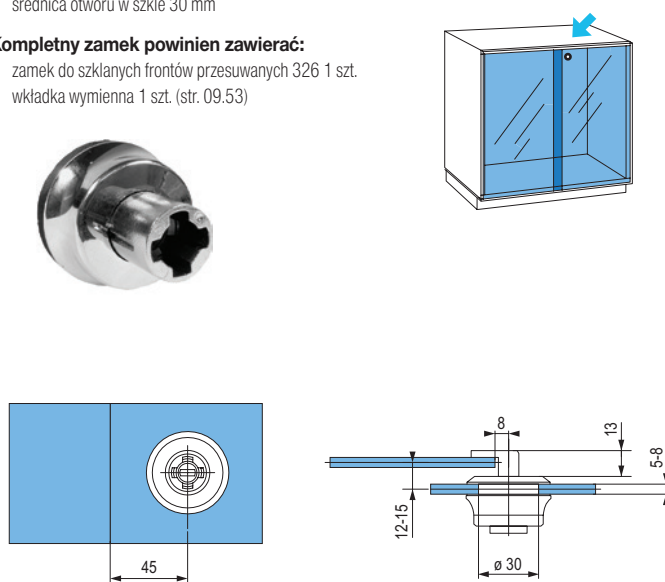 średnica otworu w szkle 30 mm
Kompletny zamek powinien zawierać:
zamek do szklanych frontów przesuwanych 326 1 szt.
wkładka wymienna 1 szt. (str. 09.53)
8
13
5-8
12-15
ø 30
45